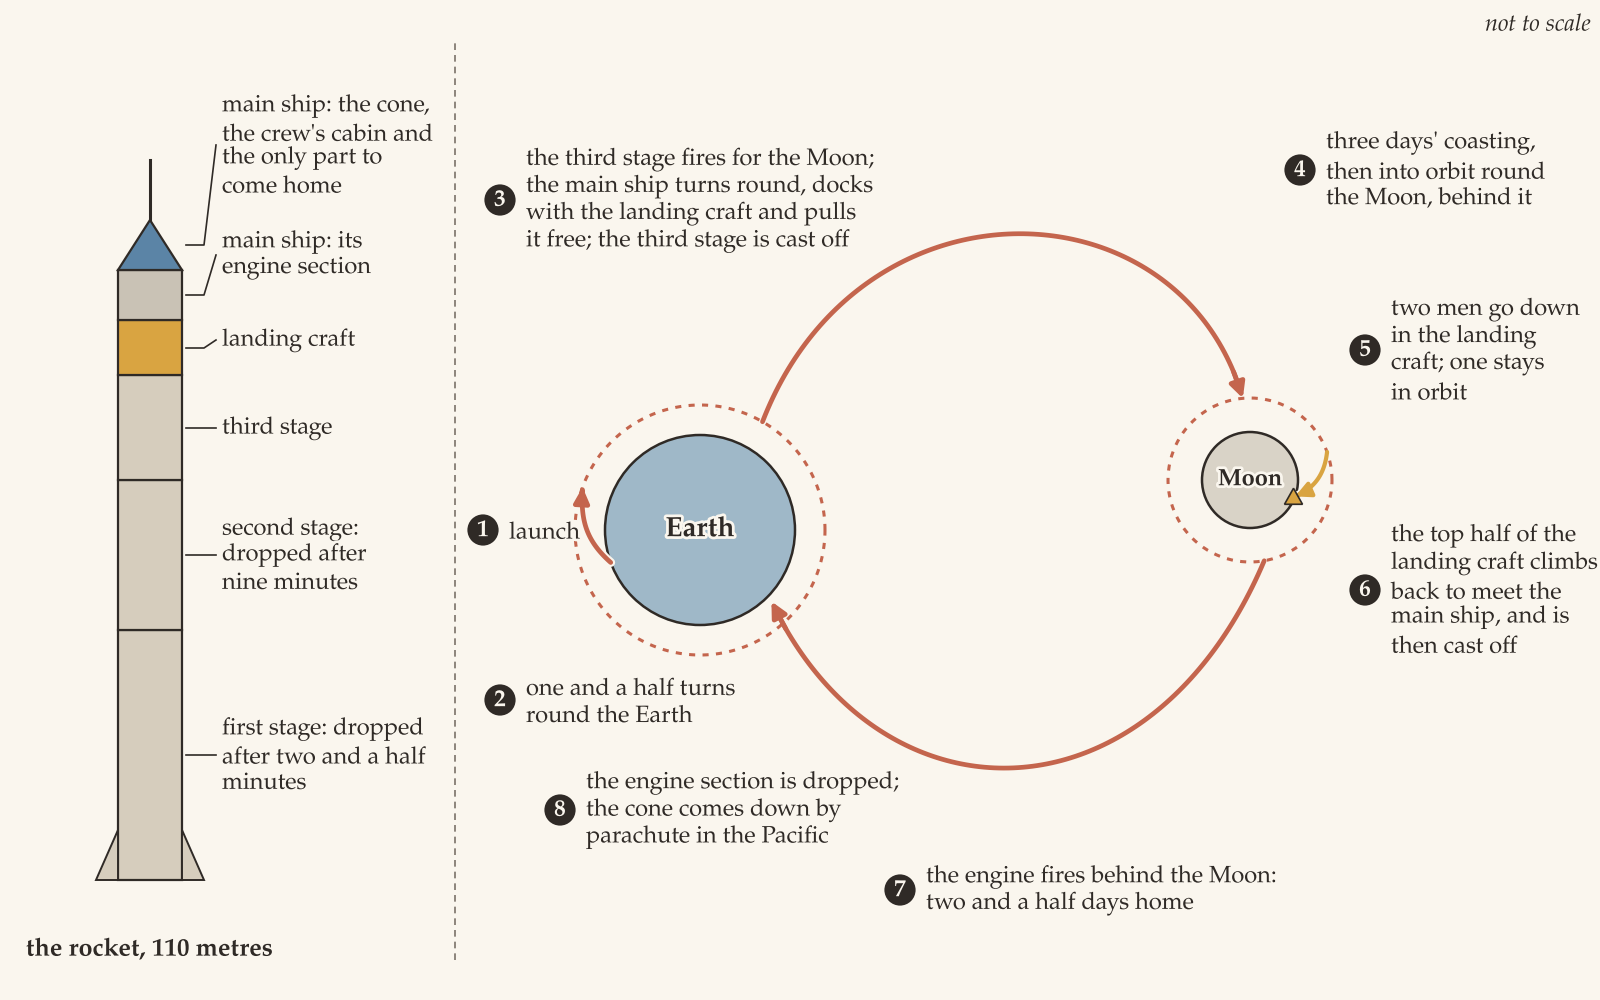 not to scale
main ship: the cone,
the crew's cabin and
the only part to
come home
main ship: its
engine section
landing craft
third stage
second stage:
dropped after
nine minutes
first stage: dropped
after two and a half
minutes
the rocket, 110 metres
1 launch
Earth
2 one and a half turns
round the Earth
3 the third stage fires for the Moon;
the main ship turns round, docks
with the landing craft and pulls
it free; the third stage is cast off
4 three days' coasting,
then into orbit round
the Moon, behind it
Moon
5 two men go down
in the landing
craft; one stays
in orbit
6 the top half of the
landing craft climbs
back to meet the
main ship, and is
then cast off
7 the engine fires behind the Moon:
two and a half days home
8 the engine section is dropped;
the cone comes down by
parachute in the Pacific